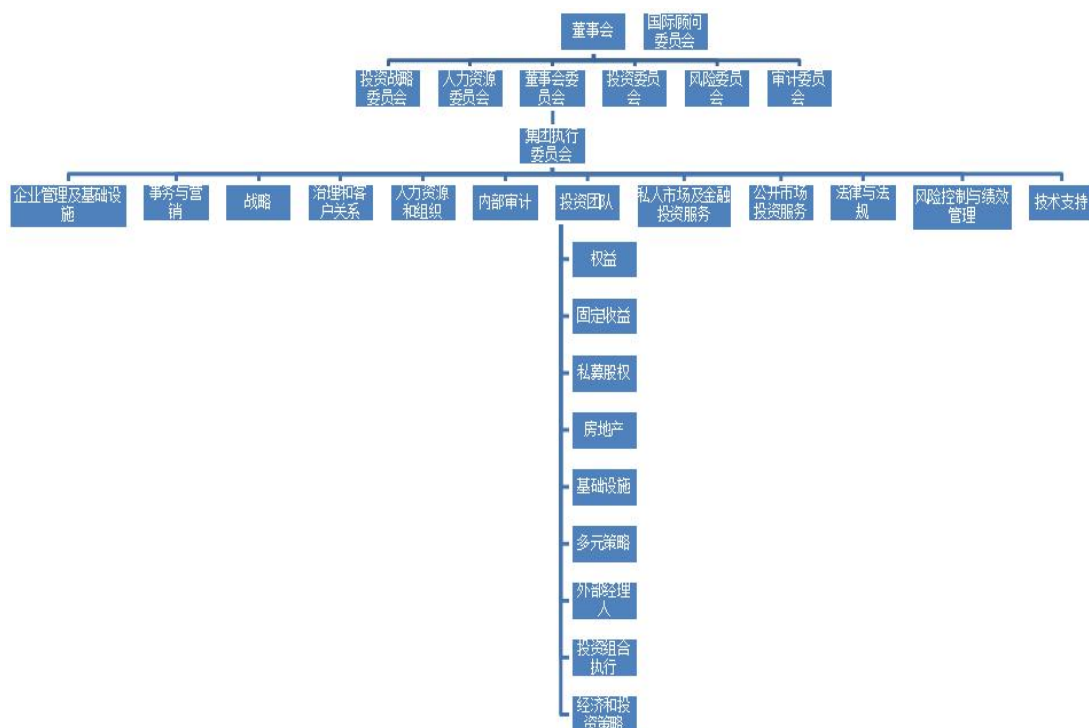 董事会
国际顾问
委员会
投资战略
委员会
人力资源
委员会
董事会委
员会
投资委员
会
风险委员
会
审计委员
会
集团执行
委员会
企业管理及基础设
施
事务与营
销
战略
治理和客
户关系
人力资源
和组织
内部审计
投资团队
私人市场及金融
投资服务
公开市场
投资服务
法律与法
规
风险控制与绩效
管理
技术支持
权益
固定收益
私募股权
房地产
基础设施
多元策略
外部经理
人
投资组合
执行
经济和投
资策略